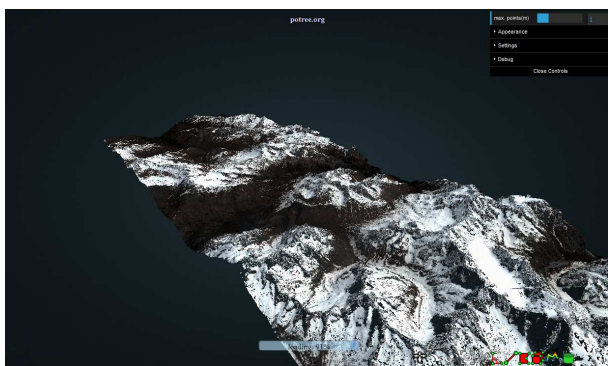 potree.org
max. points(m)
Appearance
Settings
Debug
Close Controls